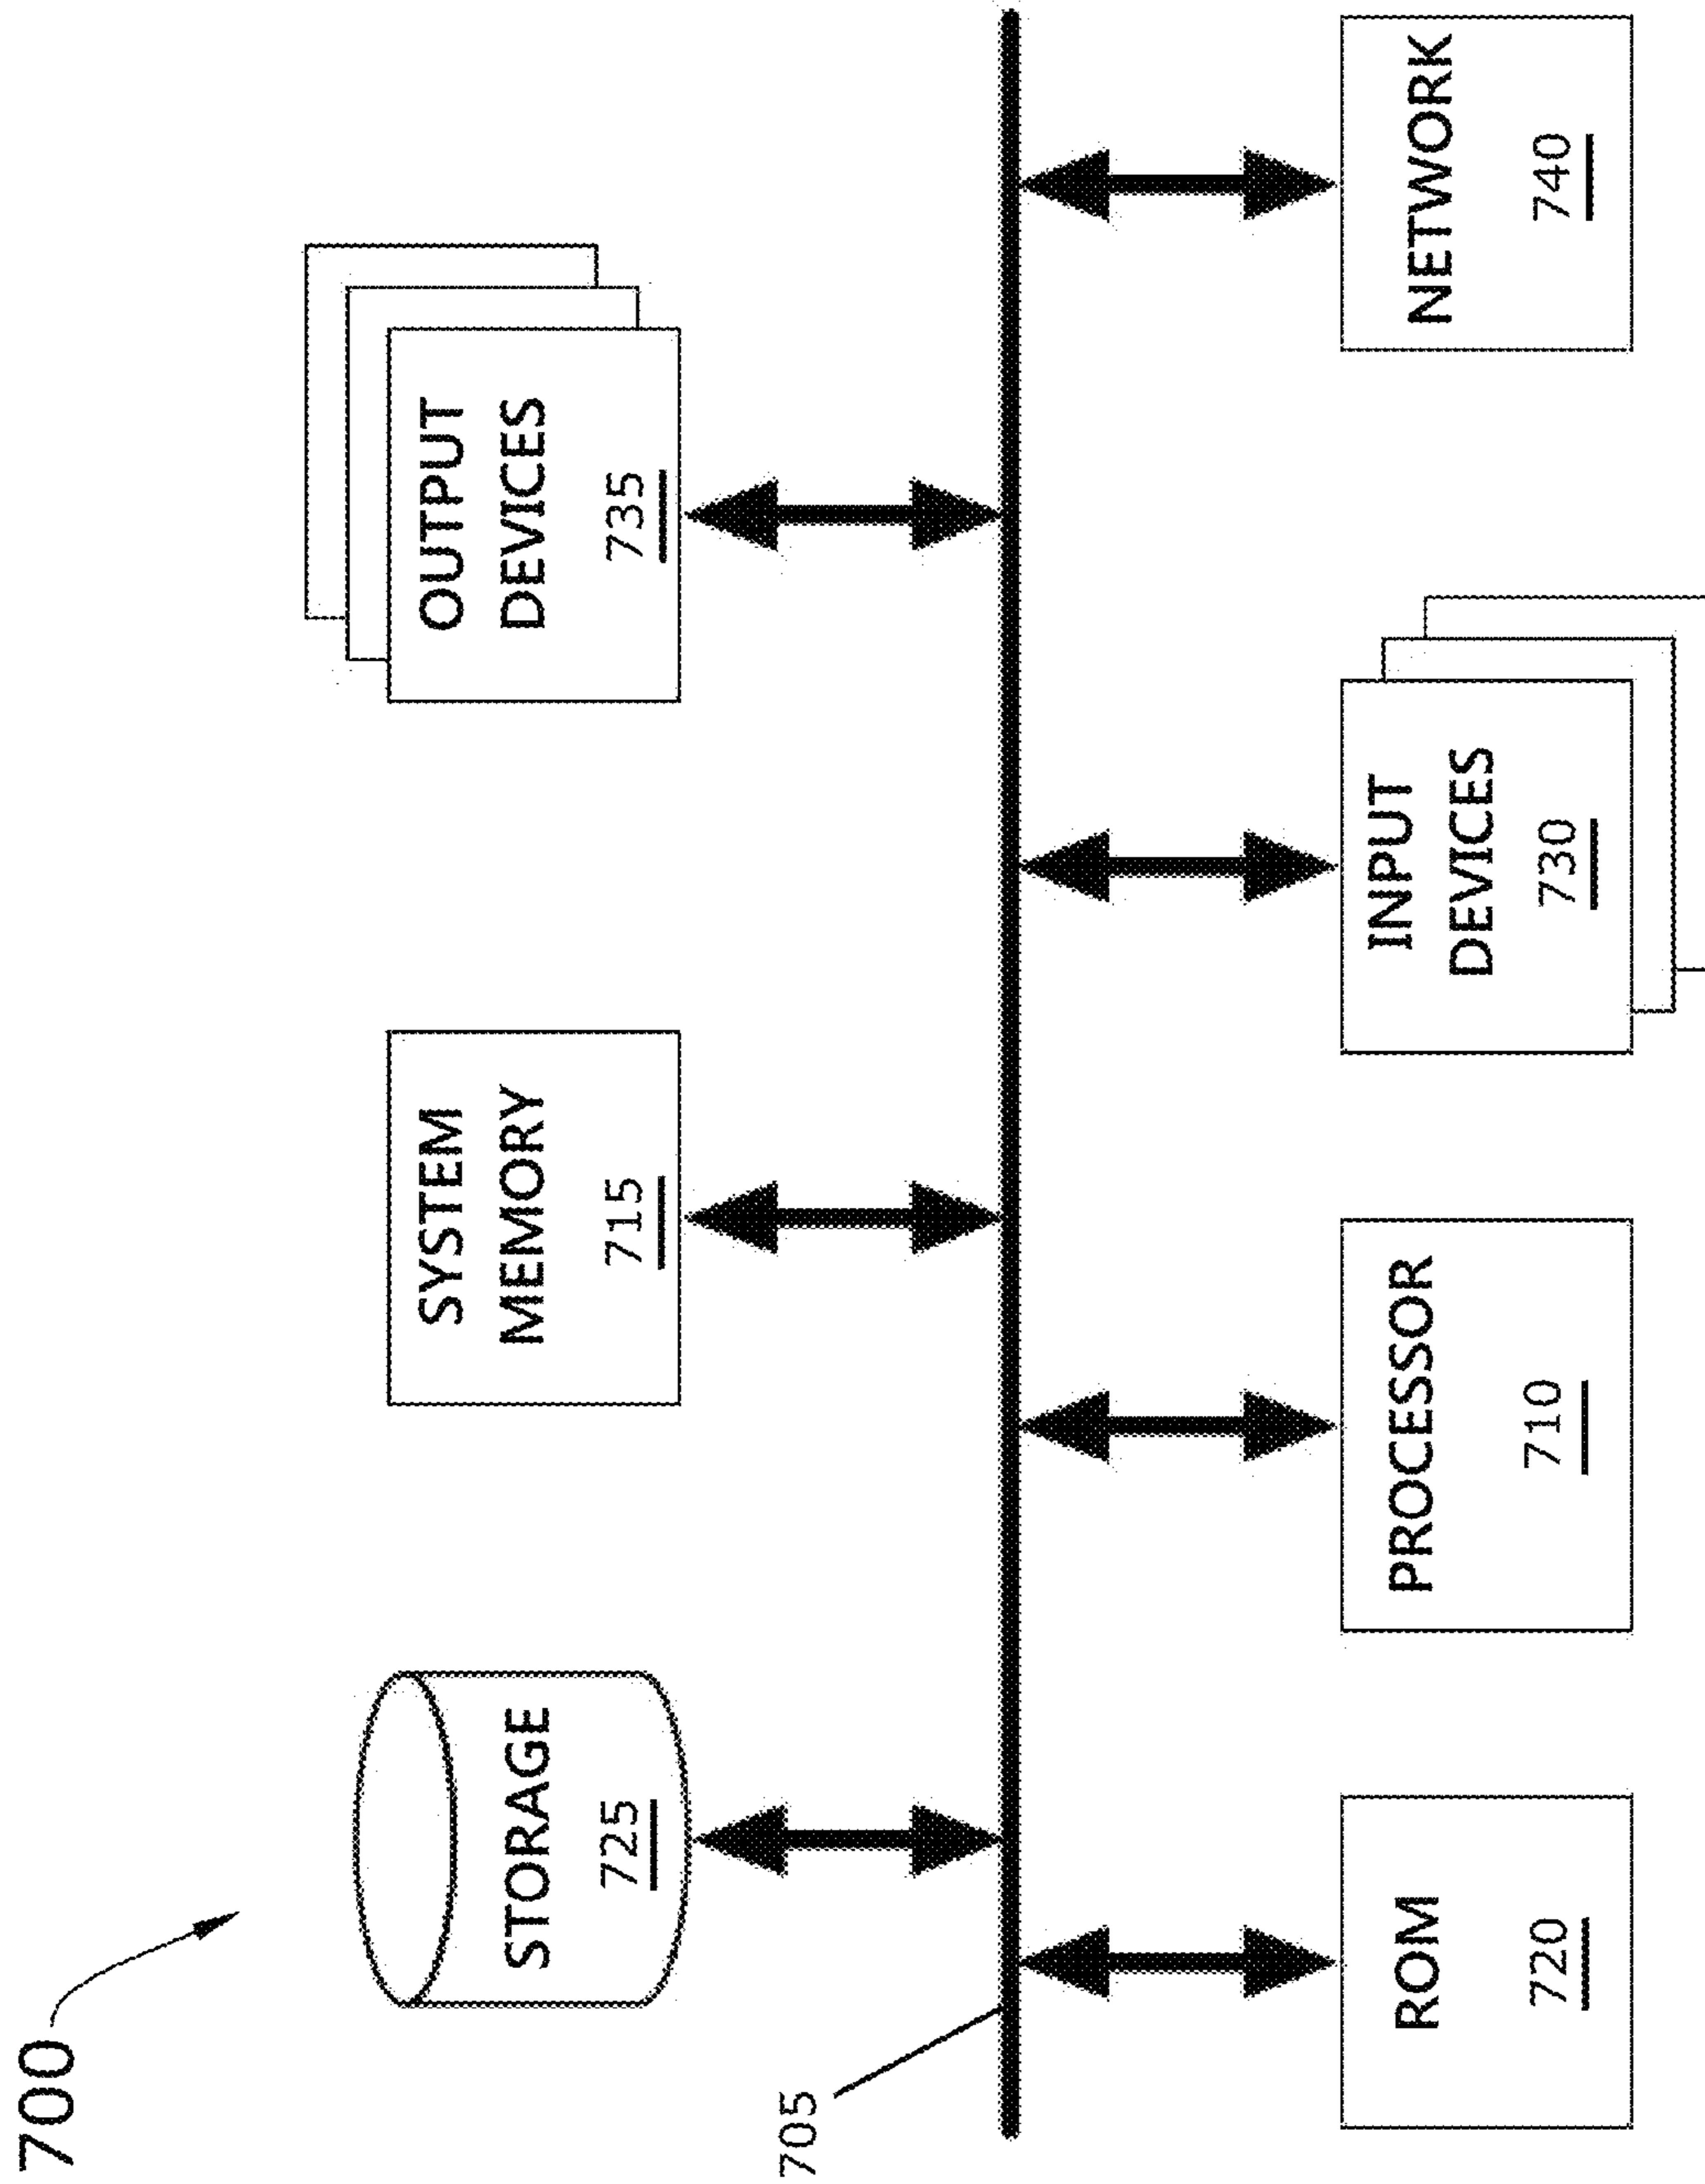 700
STORAGE
725
SYSTEM
MEMORY
715
OUTPUT
DEVICES
735
705
ROM
720
PROCESSOR
710
INPUT
DEVICES
730
NETWORK
740